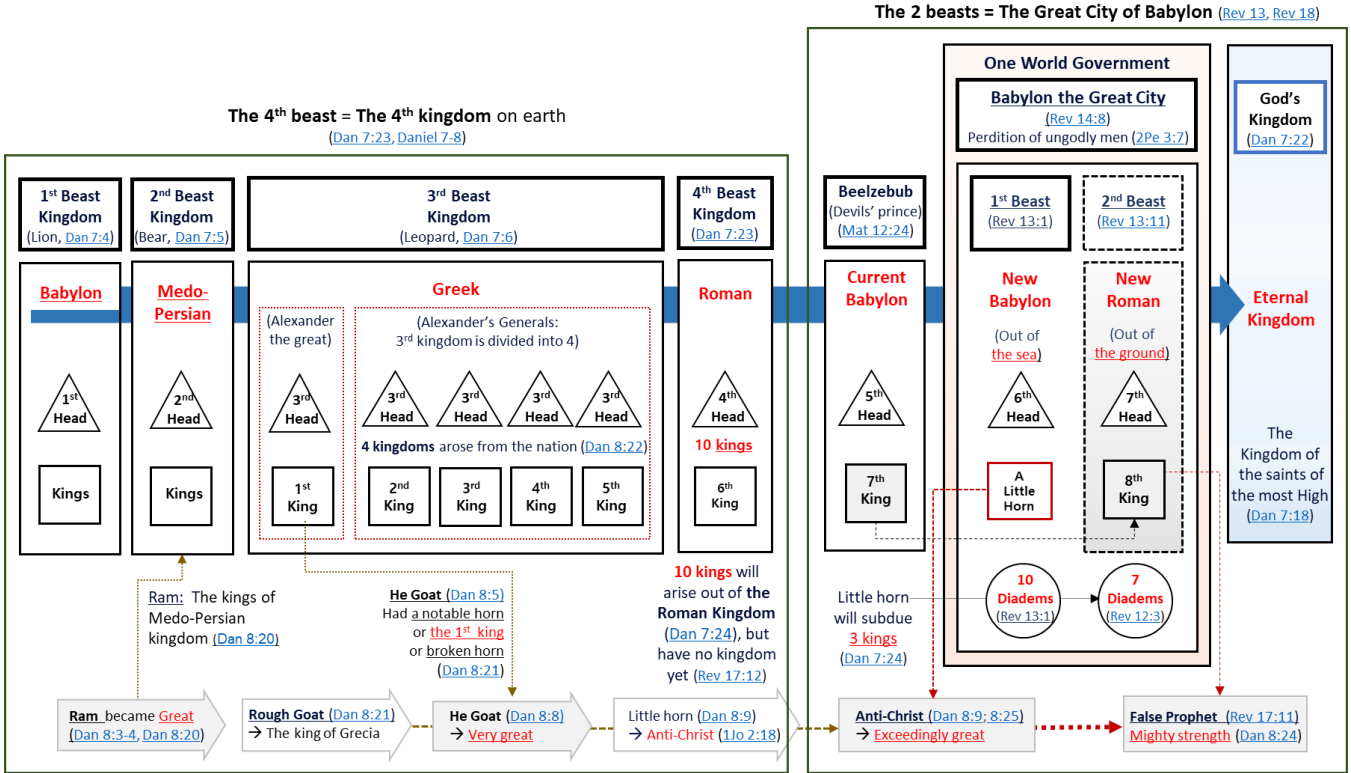 The 2 beasts = The Great City of Babylon (Rev 13, Rev 18)
The 4th beast = The 4th kingdom on earth
(Dan 7:23, Daniel 7-8)
1st Beast
Kingdom
(Lion, Dan 7:4)
2nd Beast
Kingdom
(Bear, Dan 7:5)
3rd Beast
Kingdom
(Leopard, Dan 7:6)
4th Beast
Kingdom
(Dan 7:23)
Babylon
1st
Head
Kings
Medo-
Persian
2nd
Head
Kings
Greek
(Alexander
the great)
3rd
Head
1st
King
(Alexander's Generals:
3rd kingdom is divided into 4)
3rd
Head
3rd
Head
3rd
Head
3rd
Head
4 kingdoms arose from the nation (Dan 8:22)
2nd
King
3rd
King
4th
King
5th
King
Roman
4th
Head
10 kings
6th
King
Ram: The kings of
Medo-Persian
kingdom (Dan 8:20)
He Goat (Dan 8:5)
Had a notable horn
or the 1st king
or broken horn
(Dan 8:21)
10 kings will
arise out of the
Roman Kingdom
(Dan 7:24), but
have no kingdom
yet (Rev 17:12)
Ram became Great
(Dan 8:3-4, Dan 8:20)
Rough Goat (Dan 8:21)
→ The king of Grecia
He Goat (Dan 8:8)
→ Very great
Little horn (Dan 8:9)
→ Anti-Christ (1Jo 2:18)
Beelzebub
(Devils' prince)
(Mat 12:24)
Current
Babylon
5th
Head
7th
King
Little horn
will subdue
3 kings
(Dan 7:24)
One World Government
Babylon the Great City
(Rev 14:8)
Perdition of ungodly men (2Pe 3:7)
1st Beast
(Rev 13:1)
2nd Beast
(Rev 13:11)
New
Babylon
(Out of
the sea)
6th
Head
A
Little
Horn
10
Diadems
(Rev 13:1)
New
Roman
(Out of
the ground)
7th
Head
8th
King
7
Diadems
(Rev 12:3)
God's
Kingdom
(Dan 7:22)
Eternal
Kingdom
The
Kingdom of
the saints of
the most High
(Dan 7:18)
Anti-Christ (Dan 8:9; 8:25)
→ Exceedingly great
False Prophet (Rev 17:11)
Mighty strength (Dan 8:24)